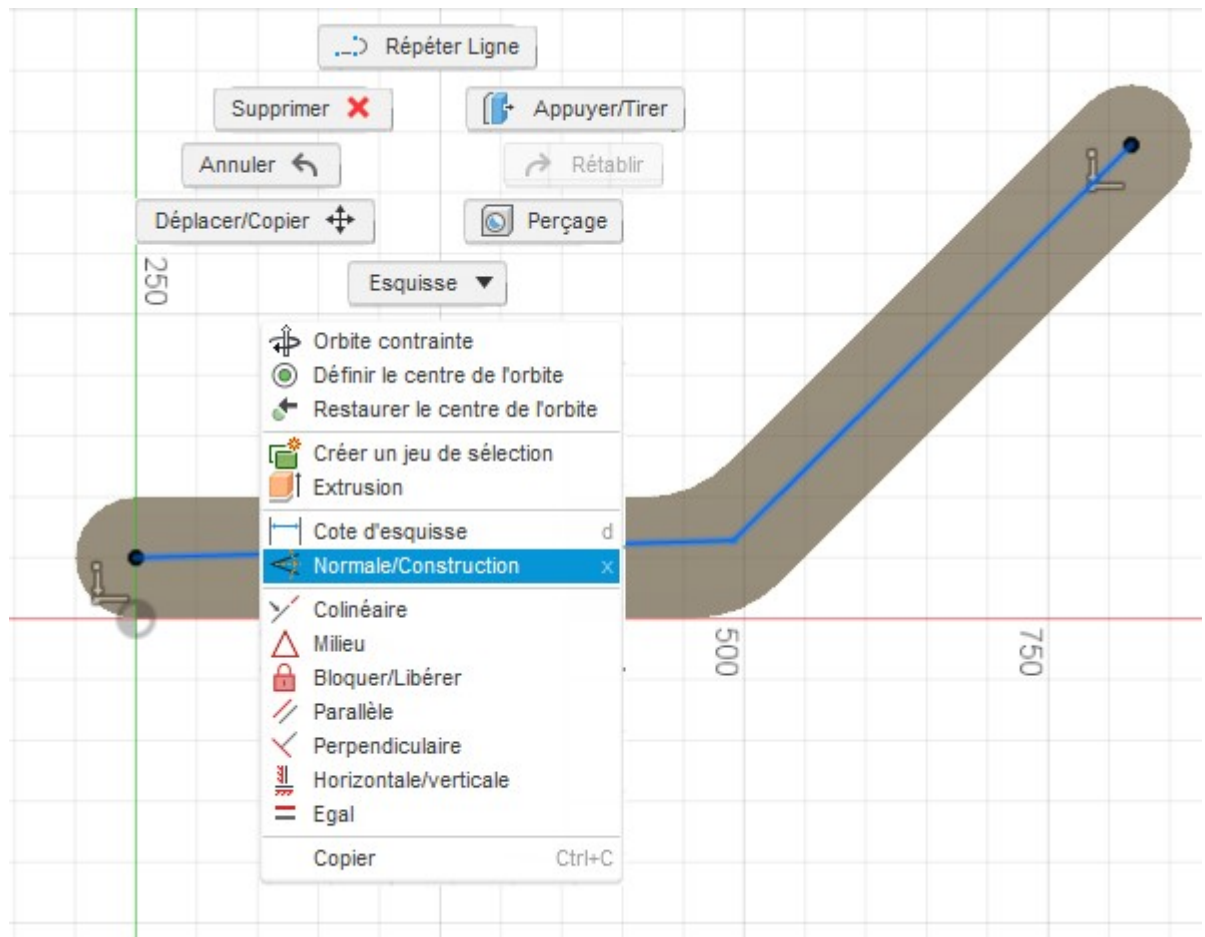 Répéter Ligne
Supprimer
Appuyer/Tirer
Annuler
Rétablir
Déplacer/Copier
Perçage
250
Esquisse
Orbite contrainte
Définir le centre de l'orbite
Restaurer le centre de l'orbite
Créer un jeu de sélection
Extrusion
Cote d'esquisse d
Normale/Construction x
Colinéaire
Milieu
500
750
Bloquer/Libérer
Parallèle
Perpendiculaire
Horizontale/verticale
Egal
Copier Ctrl+C